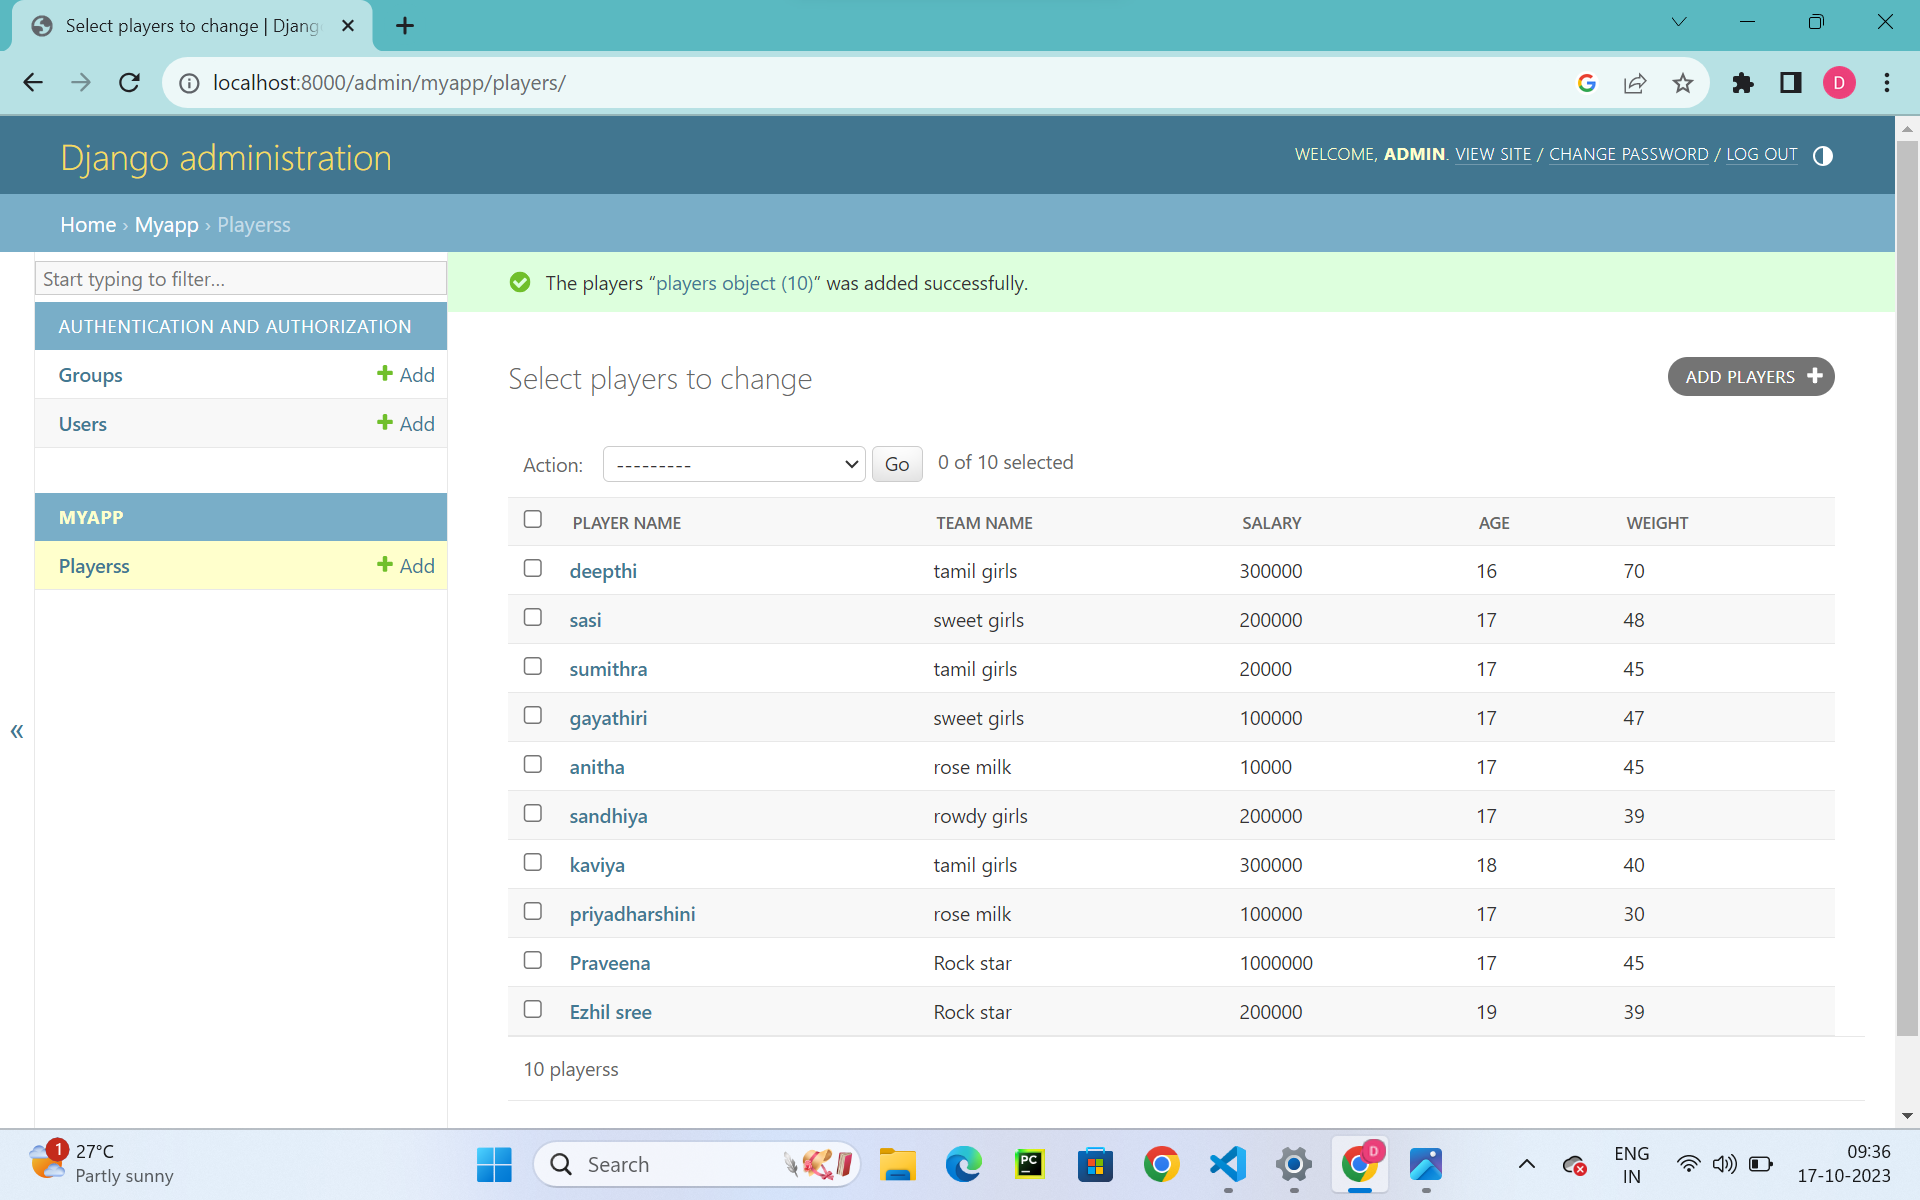 Select players to change | Djang
localhost:8000/admin/myapp/players/
D
Django administration
WELCOME, ADMIN. VIEW SITE / CHANGE PASSWORD / LOG OUT
Home › Myapp › Playerss
Start typing to filter...
The players “players object (10)” was added successfully.
AUTHENTICATION AND AUTHORIZATION
Groups + Add
Users + Add
MYAPP
Playerss + Add
«
Select players to change
ADD PLAYERS +
Action: --------- Go 0 of 10 selected
PLAYER NAME TEAM NAME SALARY AGE WEIGHT
deepthi tamil girls 300000 16 70
sasi sweet girls 200000 17 48
sumithra tamil girls 20000 17 45
gayathiri sweet girls 100000 17 47
anitha rose milk 10000 17 45
sandhiya rowdy girls 200000 17 39
kaviya tamil girls 300000 18 40
priyadharshini rose milk 100000 17 30
Praveena Rock star 1000000 17 45
Ezhil sree Rock star 200000 19 39
10 playerss
1
27°C
Partly sunny
Search
PC
D
ENG
IN
09:36
17-10-2023